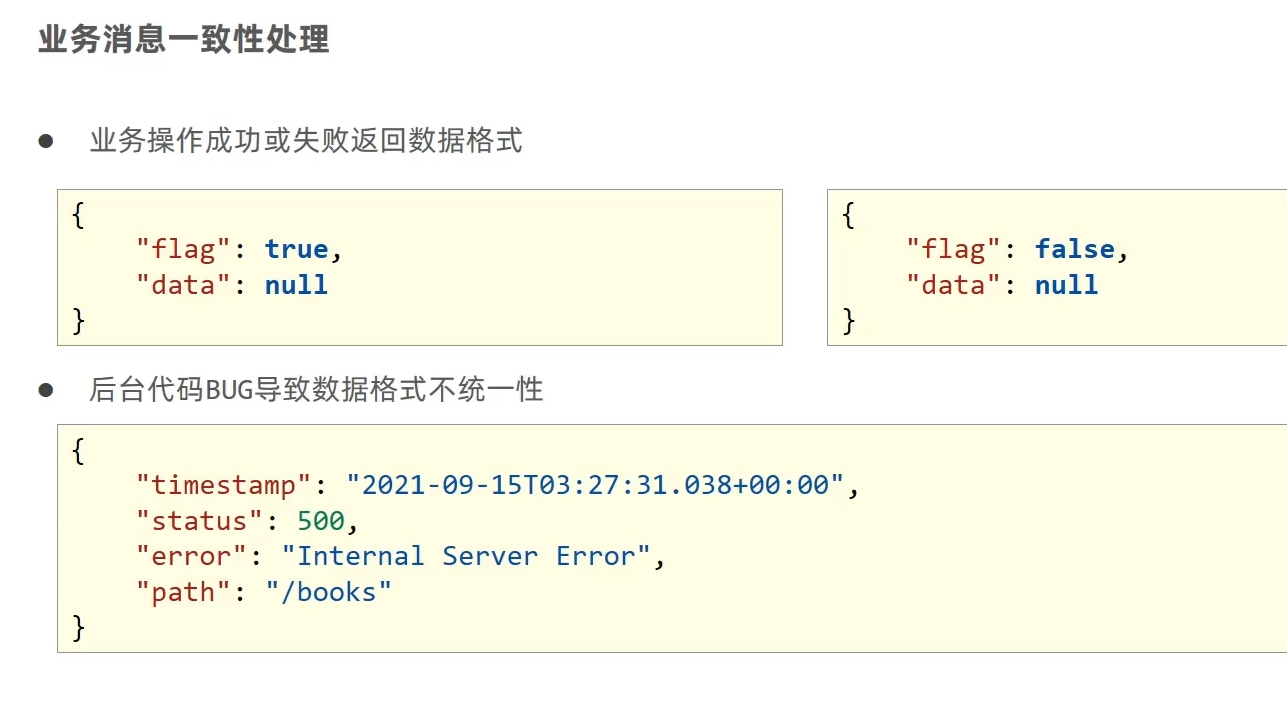 业务消息一致性处理
● 业务操作成功或失败返回数据格式
{
"flag": true,
"data": null
}
{
"flag": false,
"data": null
}
● 后台代码BUG导致数据格式不统一性
{
"timestamp": "2021-09-15T03:27:31.038+00:00",
"status": 500,
"error": "Internal Server Error",
"path": "/books"
}